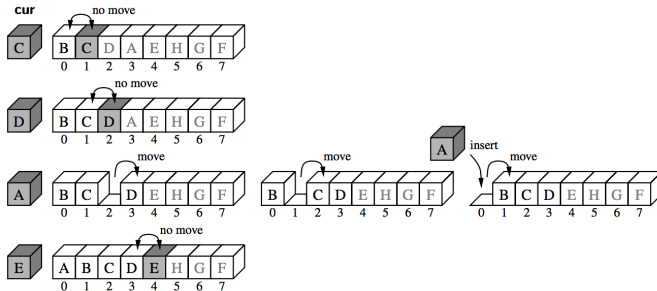 cur
no move
C B C D A E H G F
0 1 2 3 4 5 6 7
no move
D B C D A E H G F
0 1 2 3 4 5 6 7
A insert
move move move
A B C D E H G F B C D E H G F B C D E H G F
0 1 2 3 4 5 6 7 0 1 2 3 4 5 6 7 0 1 2 3 4 5 6 7
no move
E A B C D E H G F
0 1 2 3 4 5 6 7